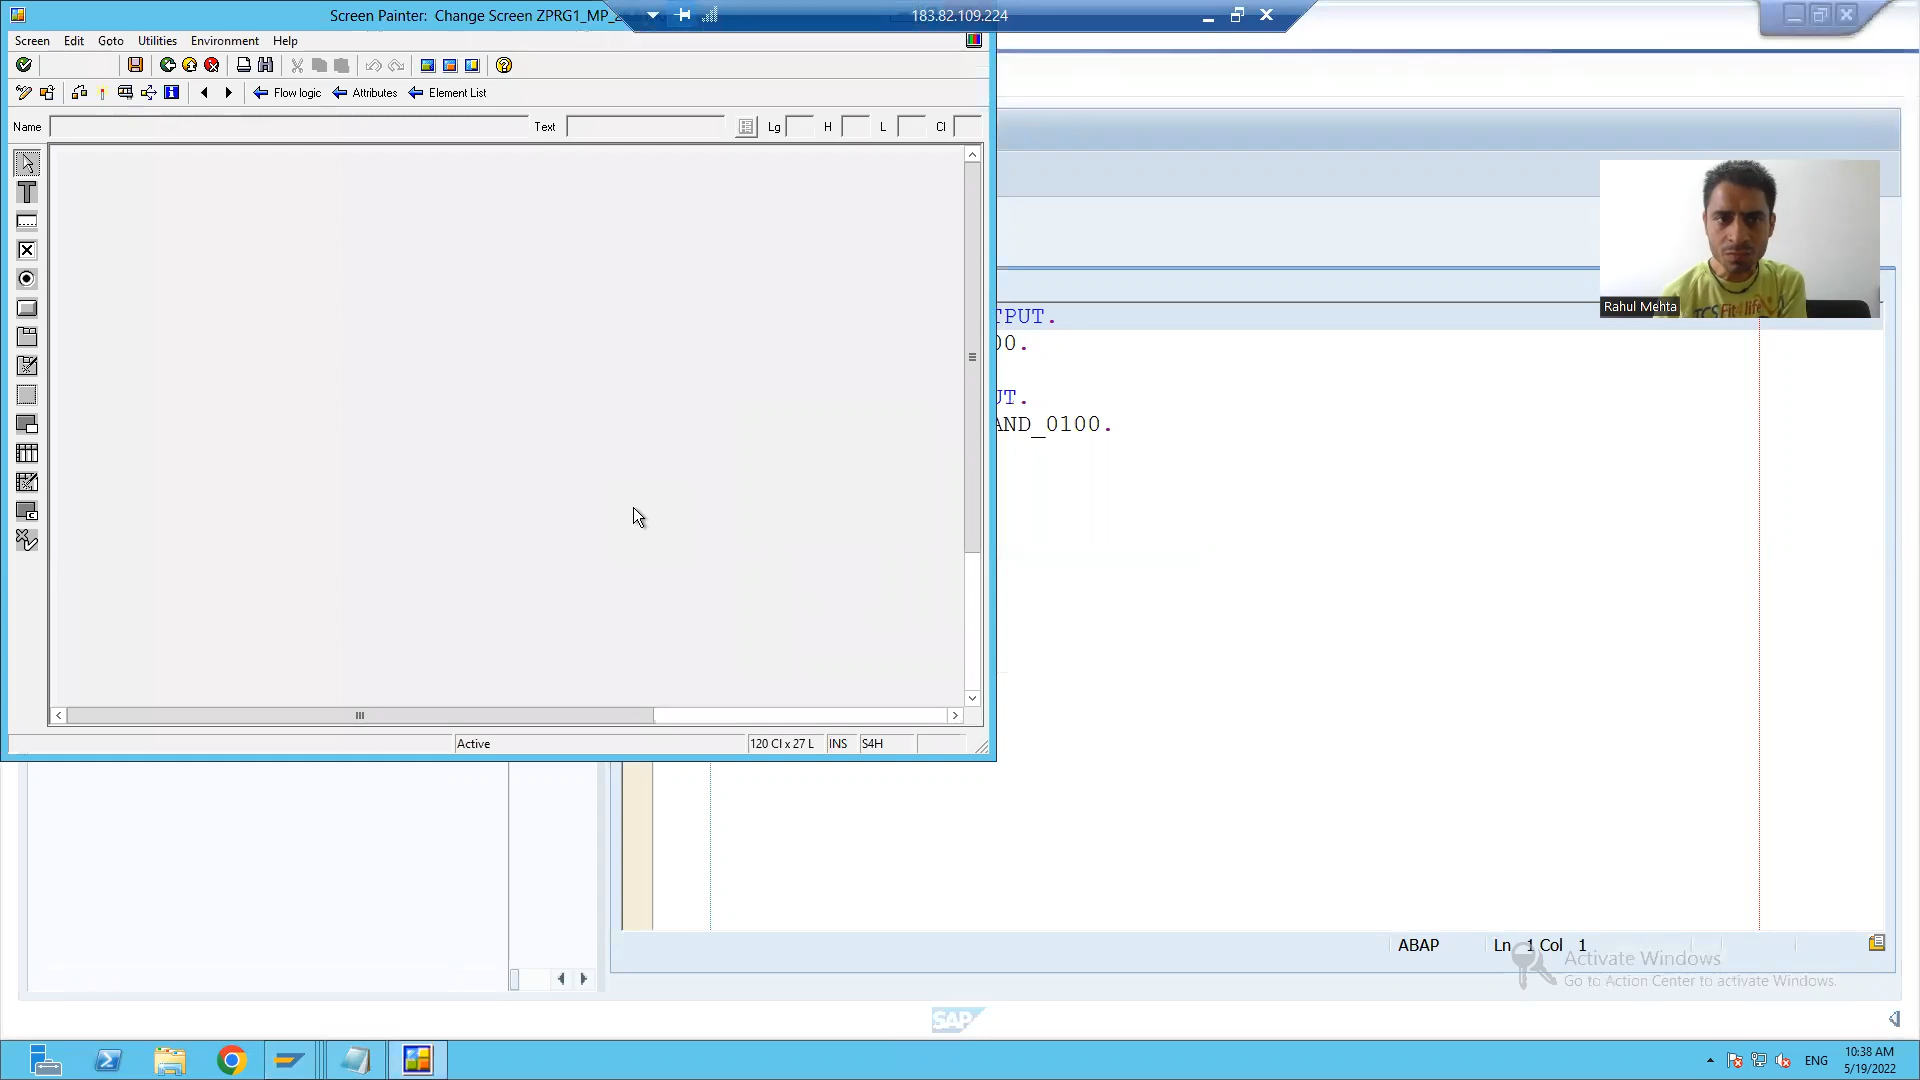 Screen Painter: Change Screen ZPRG1_MP_
183.82.109.224
Screen Edit Goto Utilities Environment Help
Flow logic Attributes Element List
Name Text Lg H L Cl
Rahul Mehta
TCS Fit4life
TPUT.
00.
UT.
AND_0100.
Active 120 Cl x 27 L INS S4H
ABAP Ln 1 Col 1
Activate Windows
Go to Action Center to activate Windows.
SAP
ENG
10:38 AM
5/19/2022